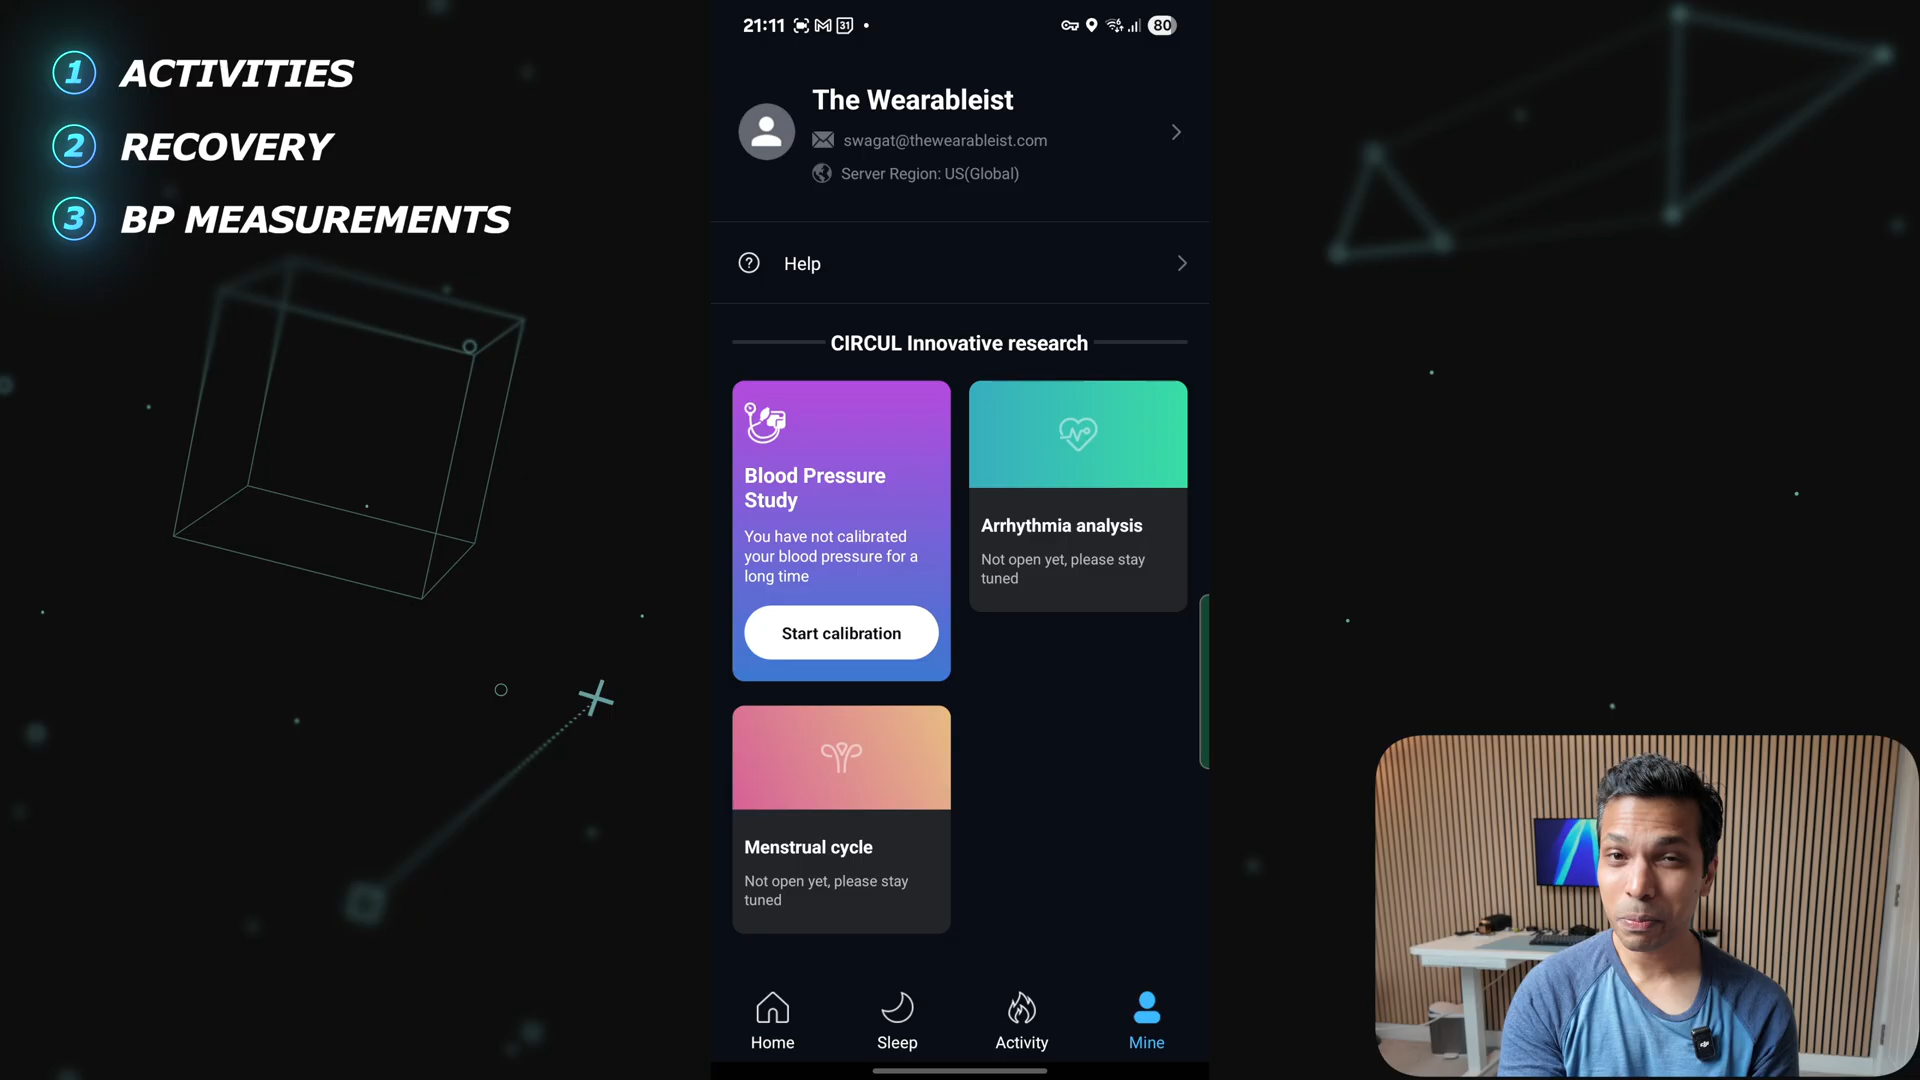 1 ACTIVITIES
2 RECOVERY
3 BP MEASUREMENTS
21:11 31
80
The Wearableist
swagat@thewearableist.com
Server Region: US(Global)
Help
CIRCUL Innovative research
Blood Pressure
Study
You have not calibrated
your blood pressure for a
long time
Start calibration
Arrhythmia analysis
Not open yet, please stay
tuned
Menstrual cycle
Not open yet, please stay
tuned
Home
Sleep
Activity
Mine